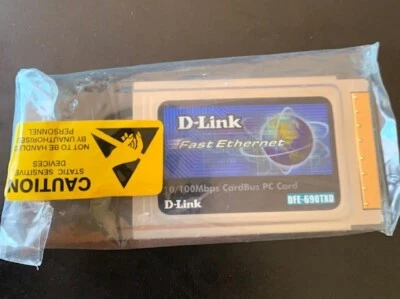 D-Link
Fast Ethernet
10/100Mbps CardBus PC Card
D-Link
DFE-690TXD
CAUTION
STATIC SENSITIVE
DEVICES
NOT TO BE HANDLED
BY UNAUTHORISED
PERSONNEL